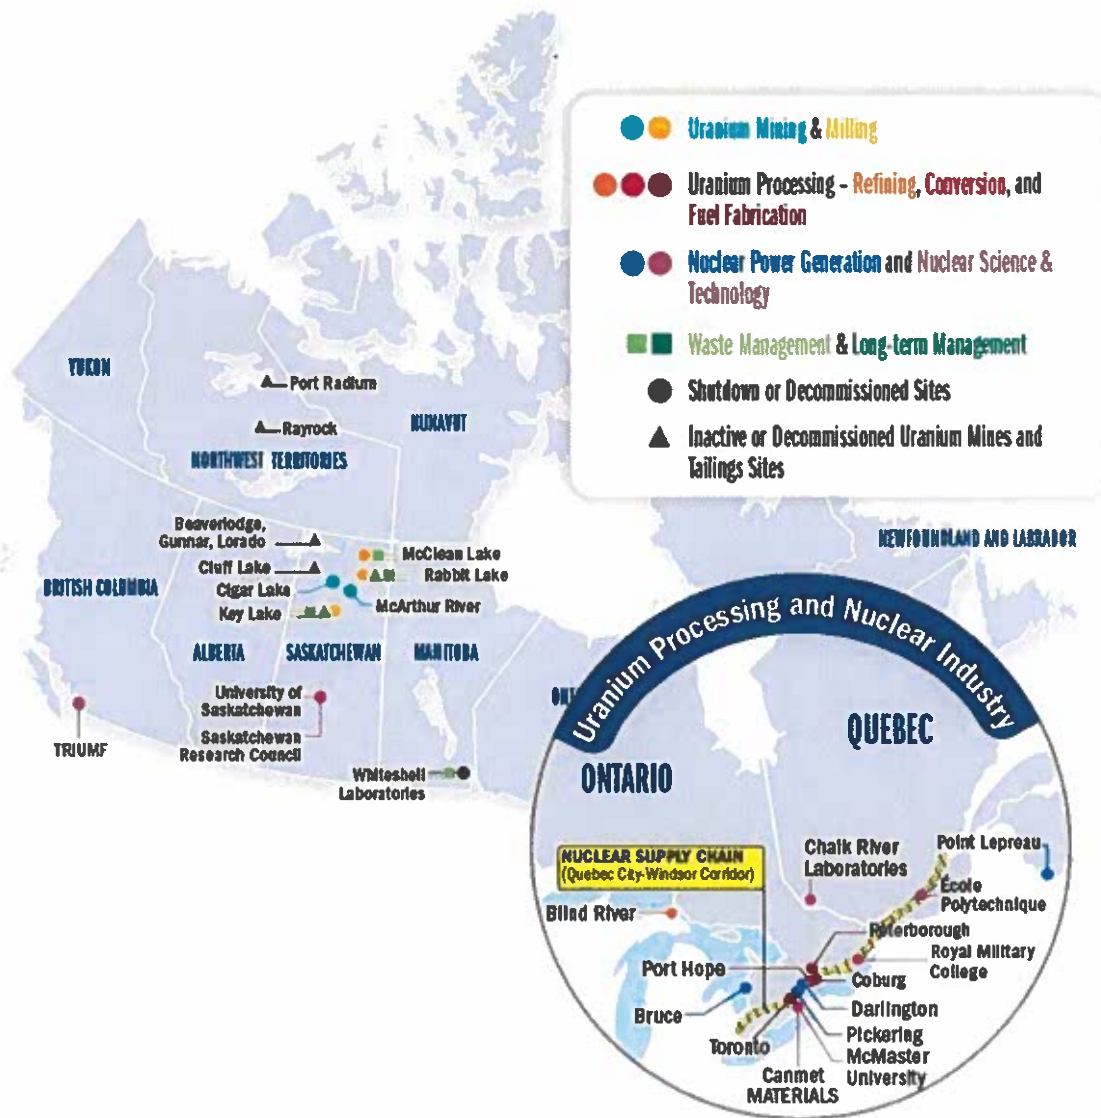 Uranium Mining & Milling
Uranium Processing - Refining, Conversion, and
Fuel Fabrication
Nuclear Power Generation and Nuclear Science &
Technology
Waste Management & Long-term Management
Shutdown or Decommissioned Sites
Inactive or Decommissioned Uranium Mines and
Tailings Sites
YUKON
Port Radium
NUNAVUT
Rayrock
NORTHWEST TERRITORIES
Beaverlodge,
Gunnar, Lorado
McClean Lake
Cluff Lake
Rabbit Lake
BRITISH COLUMBIA
Cigar Lake
McArthur River
Key Lake
ALBERTA
SASKATCHEWAN
MANITOBA
NEWFOUNDLAND AND LABRADOR
University of
Saskatchewan
Saskatchewan
Research Council
TRIUMF
Whiteshell
Laboratories
Uranium Processing and Nuclear Industry
QUEBEC
ONTARIO
NUCLEAR SUPPLY CHAIN
(Quebec City-Windsor Corridor)
Chalk River
Laboratories
Point Lepreau
École
Polytechnique
Blind River
Peterborough
Royal Military
College
Port Hope
Coburg
Bruce
Darlington
Pickering
Toronto
McMaster
University
Canmet
MATERIALS